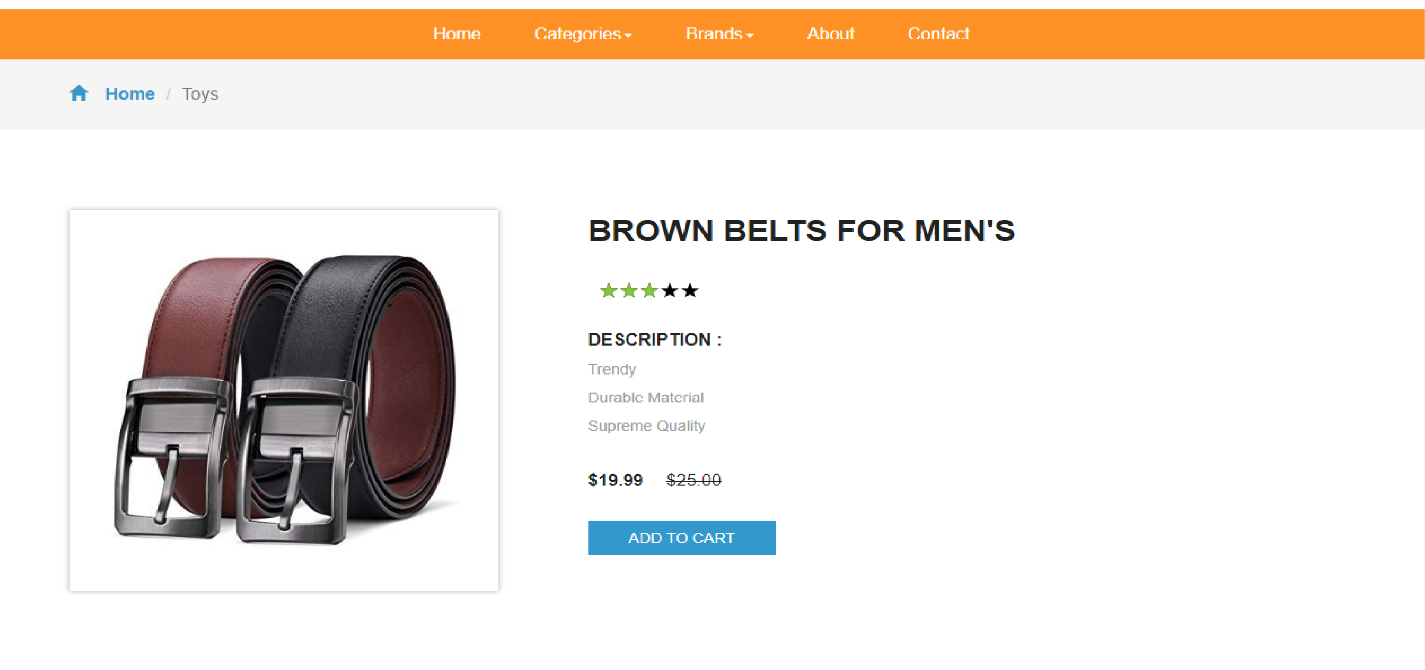 Home Categories Brands About Contact
Home / Toys
BROWN BELTS FOR MEN'S
DESCRIPTION :
Trendy
Durable Material
Supreme Quality
$19.99 $25.00
ADD TO CART